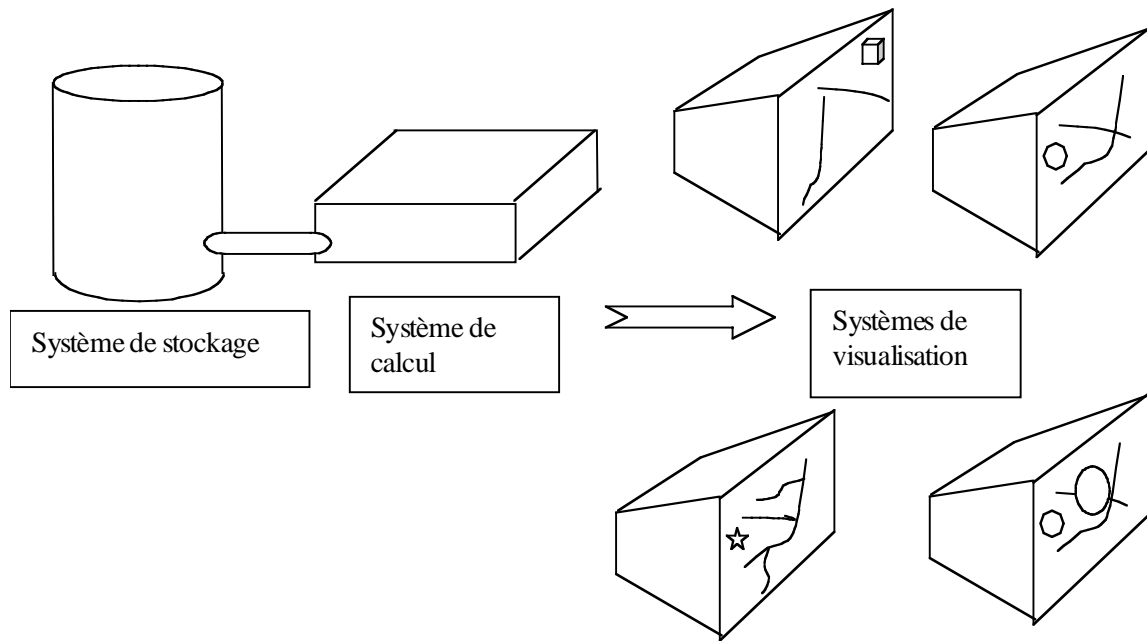 Système de stockage
Système de
calcul
Systèmes de
visualisation